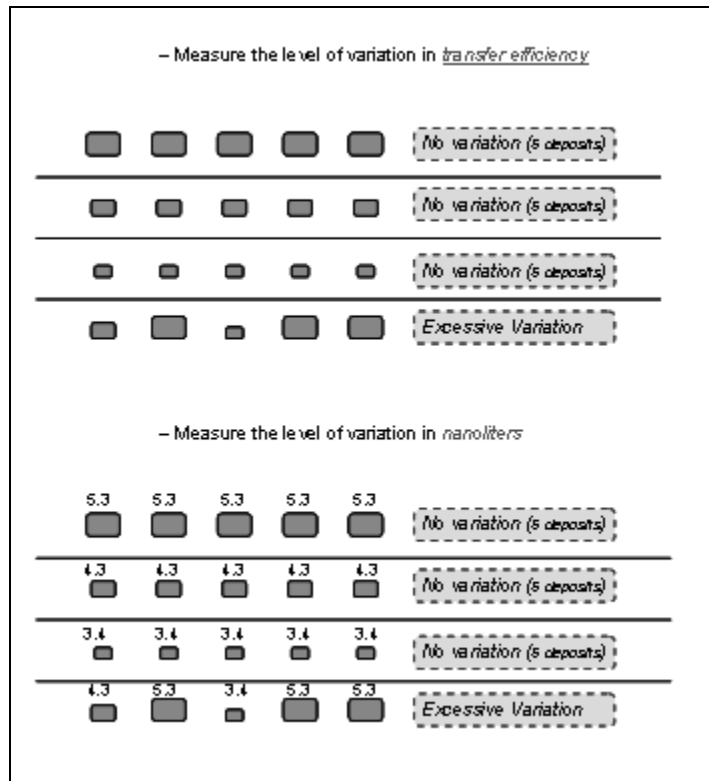 – Measure the level of variation in transfer efficiency
No variation (5 deposits)
No variation (5 deposits)
No variation (5 deposits)
Excessive Variation
– Measure the level of variation in nanoliters
5.3 5.3 5.3 5.3 5.3
No variation (5 deposits)
4.3 4.3 4.3 4.3 4.3
No variation (5 deposits)
3.4 3.4 3.4 3.4 3.4
No variation (5 deposits)
4.3 5.3 3.4 5.3 5.3
Excessive Variation